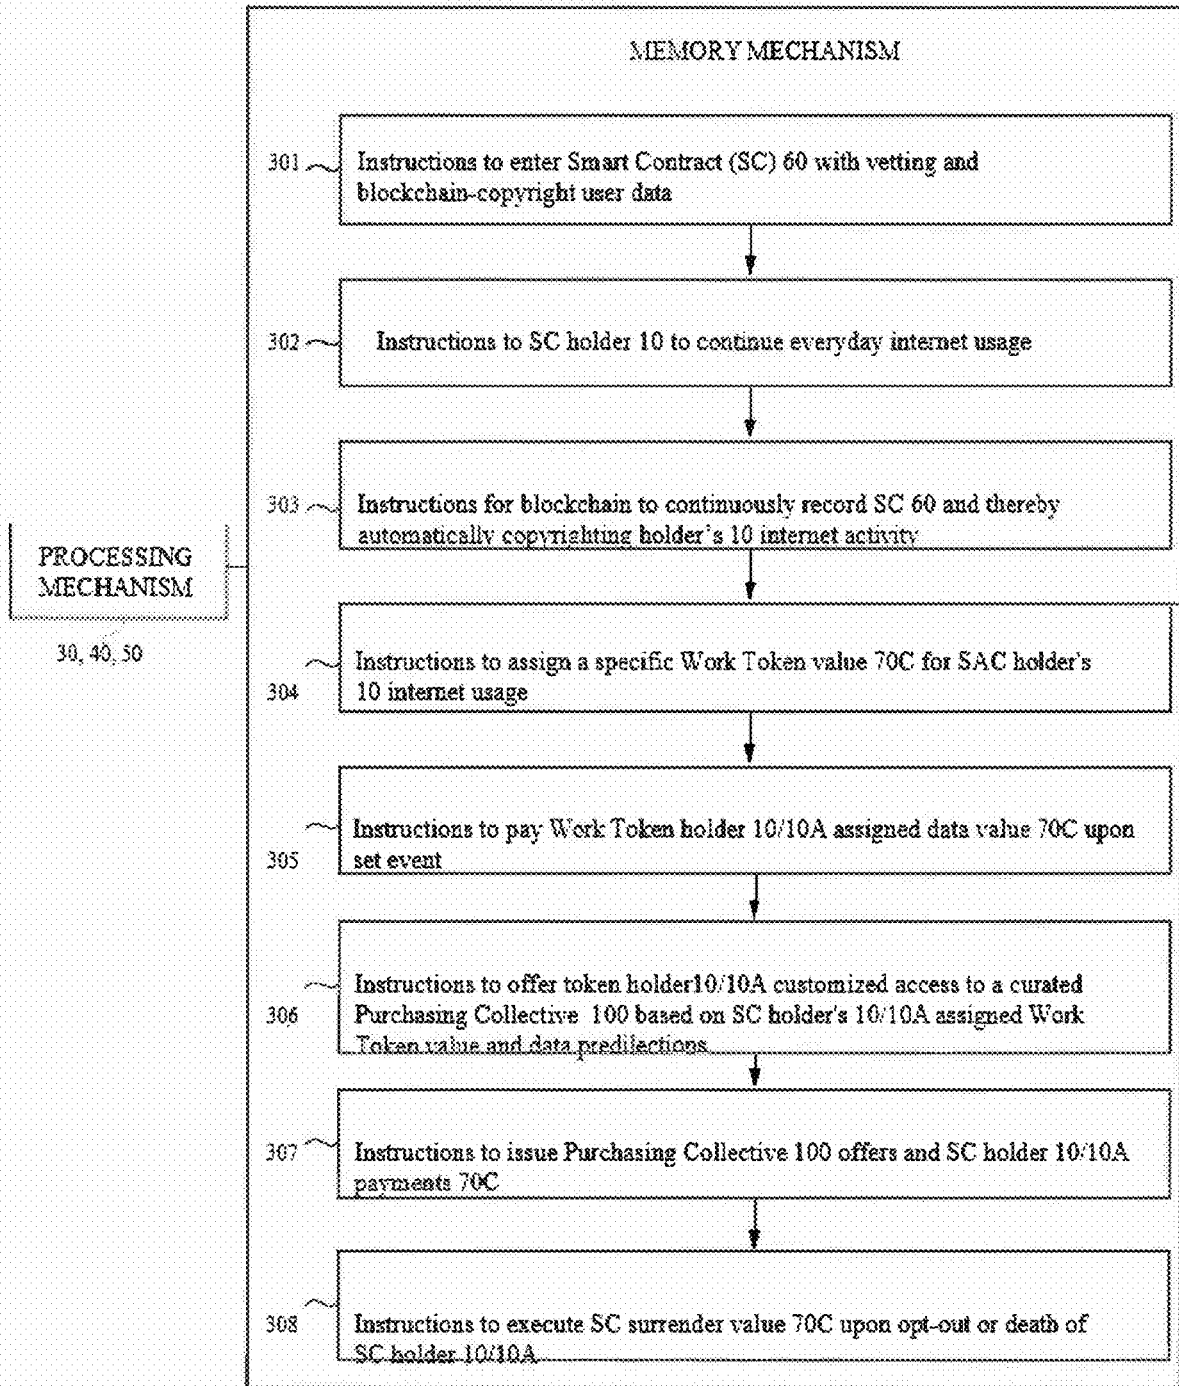 MEMORY MECHANISM
301
Instructions to enter Smart Contract (SC) 60 with vetting and
blockchain-copyright user data
302
Instructions to SC holder 10 to continue everyday internet usage
303
Instructions for blockchain to continuously record SC 60 and thereby
automatically copyrighting holder's 10 internet activity
PROCESSING
MECHANISM
30, 40, 50
304
Instructions to assign a specific Work Token value 70C for SAC holder's
10 internet usage
305
Instructions to pay Work Token holder 10/10A assigned data value 70C upon
set event
306
Instructions to offer token holder10/10A customized access to a curated
Purchasing Collective 100 based on SC holder's 10/10A assigned Work
Token value and data predilections
307
Instructions to issue Purchasing Collective 100 offers and SC holder 10/10A
payments 70C
308
Instructions to execute SC surrender value 70C upon opt-out or death of
SC holder 10/10A